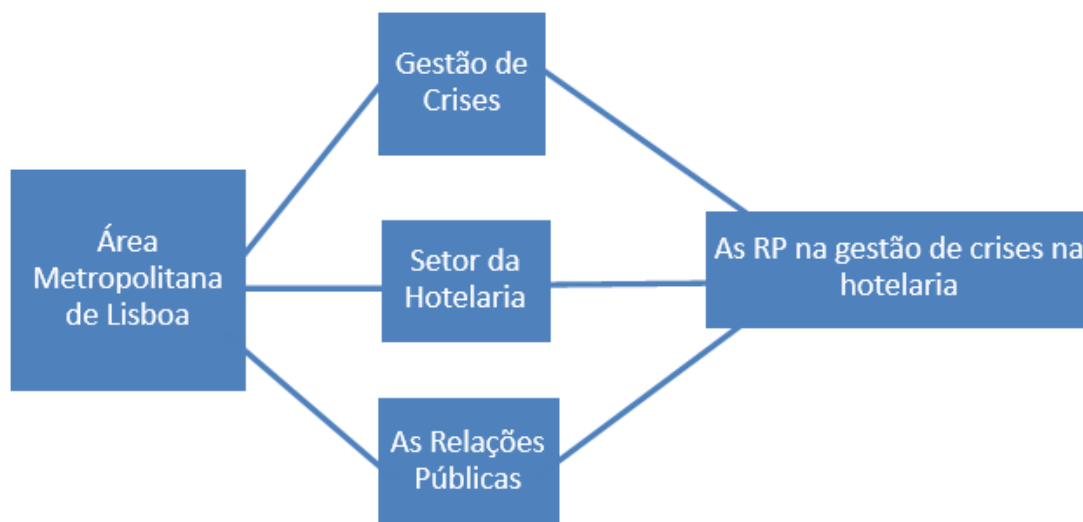 Gestão de
Crises
Área
Metropolitana
de Lisboa
Setor da
Hotelaria
As RP na gestão de crises na
hotelaria
As Relações
Públicas